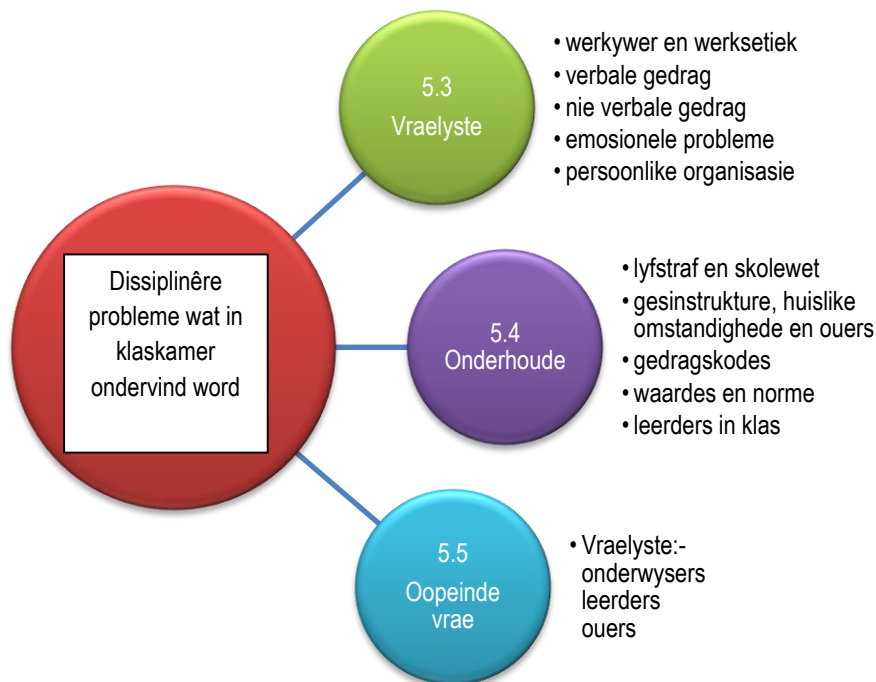 Dissiplinêre
probleme wat in
klaskamer
ondervind word
5.3
Vraelyste
• werkywer en werksetiek
• verbale gedrag
• nie verbale gedrag
• emosionele probleme
• persoonlike organisasie
5.4
Onderhoude
• lyfstraf en skolewet
• gesinstrukture, huislike
omstandighede en ouers
• gedragskodes
• waardes en norme
• leerders in klas
5.5
Oopeinde
vrae
• Vraelyste:-
onderwysers
leerders
ouers